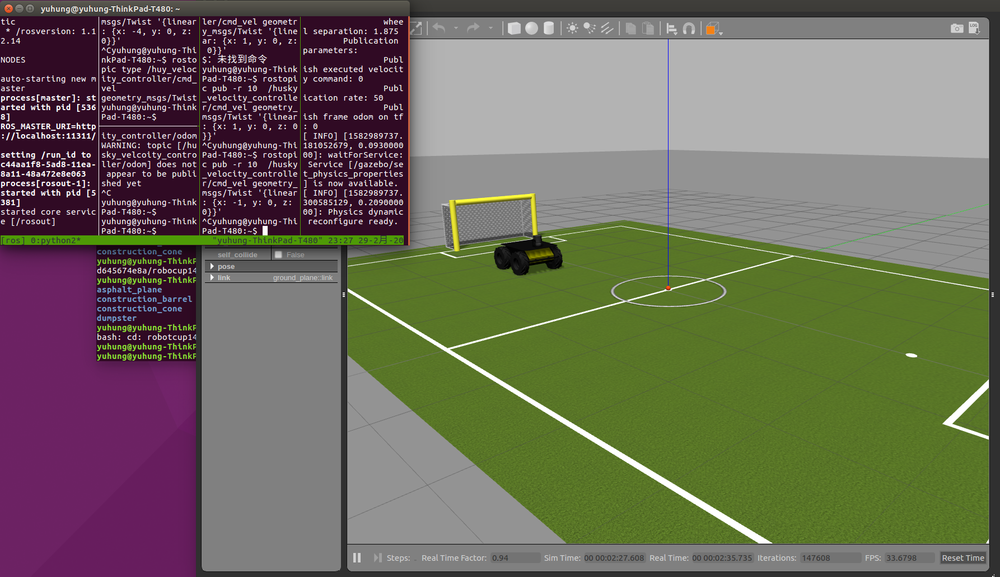 yuhung@yuhung-ThinkPad-T480: ~
tic
 * /rosversion: 1.1
2.14
NODES
auto-starting new m
aster
process[master]: st
arted with pid [536
8]
ROS_MASTER_URI=http
://localhost:11311/
setting /run_id to
c44aa1f8-5ad8-11ea-
8a11-48a472e8e063
process[rosout-1]:
started with pid [5
381]
started core servic
e [/rosout]
msgs/Twist '{linear
: {x: -4, y: 0, z:
0}}'
^Cyuhung@yuhung-Thi
nkPad-T480:~$ rosto
pic type /huy_veloc
ity_controller/cmd_
vel
geometry_msgs/Twist
yuhung@yuhung-Think
Pad-T480:~$
ity_controller/odom
WARNING: topic [/hu
sky_velcoity_contro
ller/odom] does not
 appear to be publi
shed yet
^C
yuhung@yuhung-Think
Pad-T480:~$
yuhung@yuhung-Think
Pad-T480:~$
ler/cmd_vel geometr
y_msgs/Twist '{line
ar: {x: 1, y: 0, z:
 0}}'
$: 未找到命令
yuhung@yuhung-Think
Pad-T480:~$ rostopi
c pub -r 10  /husky
_velocity_controlle
r/cmd_vel geometry_
msgs/Twist '{linear
: {x: 1, y: 0, z: 0
}}'
^Cyuhung@yuhung-Thi
Pad-T480:~$ rostopi
c pub -r 10  /husky
_velocity_controlle
r/cmd_vel geometry_
msgs/Twist '{linear
: {x: -1, y: 0, z:
0}}'
^Cyuhung@yuhung-Thi
Pad-T480:~$
whee
l separation: 1.875
Publication
parameters:
Publ
ish executed velocit
y command: 0
Publ
ication rate: 50
Publ
ish frame odom on tf
: 0
[ INFO] [1582989737.
181052679, 0.0930000
00]: waitForService:
 Service [/gazebo/se
t_physics_properties
] is now available.
[ INFO] [1582989737.
300585129, 0.2090000
00]: Physics dynamic
 reconfigure ready.
[ros] 0:python2* "yuhung-ThinkPad-T480" 23:27 29-2月-20
construction_cone
yuhung@yuhung-ThinkP
d645674e8a/robocup14
yuhung@yuhung-ThinkP
asphalt_plane
construction_barrel
construction_cone
dumpster
yuhung@yuhung-ThinkP
bash: cd: robotcup14
yuhung@yuhung-ThinkP
yuhung@yuhung-ThinkP
self_collide False
pose
link ground_plane::link
LOG
Steps: Real Time Factor: 0.94 Sim Time: 00 00:02:27.608 Real Time: 00 00:02:35.735 Iterations: 147608 FPS: 33.6798 Reset Time